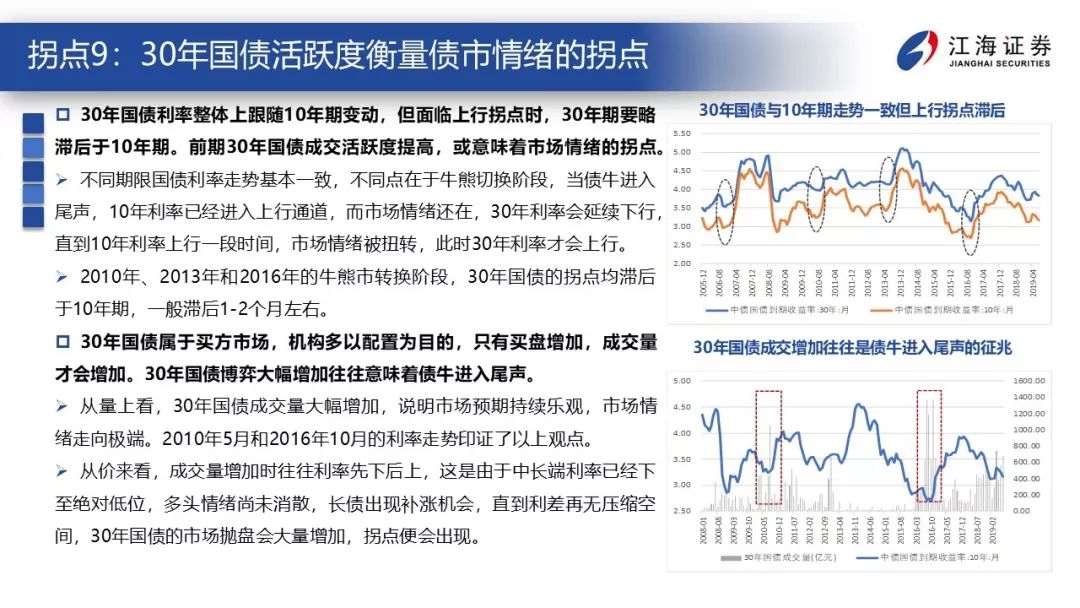 拐点9：30年国债活跃度衡量债市情绪的拐点
江海证券
JIANGHAI SECURITIES
30年国债利率整体上跟随10年期变动，但面临上行拐点时，30年期要略
滞后于10年期。前期30年国债成交活跃度提高，或意味着市场情绪的拐点。
不同期限国债利率走势基本一致，不同点在于牛熊切换阶段，当债牛进入
尾声，10年利率已经进入上行通道，而市场情绪还在，30年利率会延续下行，
直到10年利率上行一段时间，市场情绪被扭转，此时30年利率才会上行。
2010年、2013年和2016年的牛熊市转换阶段，30年国债的拐点均滞后
于10年期，一般滞后1-2个月左右。
30年国债属于买方市场，机构多以配置为目的，只有买盘增加，成交量
才会增加。30年国债博弈大幅增加往往意味着债牛进入尾声。
从量上看，30年国债成交量大幅增加，说明市场预期持续乐观，市场情
绪走向极端。2010年5月和2016年10月的利率走势印证了以上观点。
从价来看，成交量增加时往往利率先下后上，这是由于中长端利率已经下
至绝对低位，多头情绪尚未消散，长债出现补涨机会，直到利差再无压缩空
间，30年国债的市场抛盘会大量增加，拐点便会出现。
30年国债与10年期走势一致但上行拐点滞后
5.50
5.00
4.50
4.00
3.50
3.00
2.50
2.00
2005-12
2006-08
2007-04
2007-12
2008-08
2009-04
2009-12
2010-08
2011-04
2011-12
2012-08
2013-04
2013-12
2014-08
2015-04
2015-12
2016-08
2017-04
2017-12
2018-08
2019-04
中债国债到期收益率:30年:月
中债国债到期收益率:10年:月
30年国债成交增加往往是债牛进入尾声的征兆
5.00
4.50
4.00
3.50
3.00
2.50
1600.00
1400.00
1200.00
1000.00
800.00
600.00
400.00
200.00
0.00
2008-01
2008-08
2009-03
2009-10
2010-05
2010-12
2011-07
2012-02
2012-09
2013-04
2013-11
2014-06
2015-01
2015-08
2016-03
2016-10
2017-05
2017-12
2018-07
2019-02
30年国债成交量(亿元)
中债国债到期收益率:10年:月